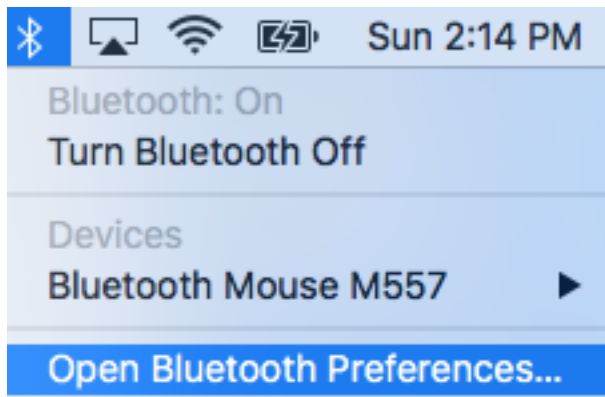 Sun 2:14 PM
Bluetooth: On
Turn Bluetooth Off
Devices
Bluetooth Mouse M557
Open Bluetooth Preferences...